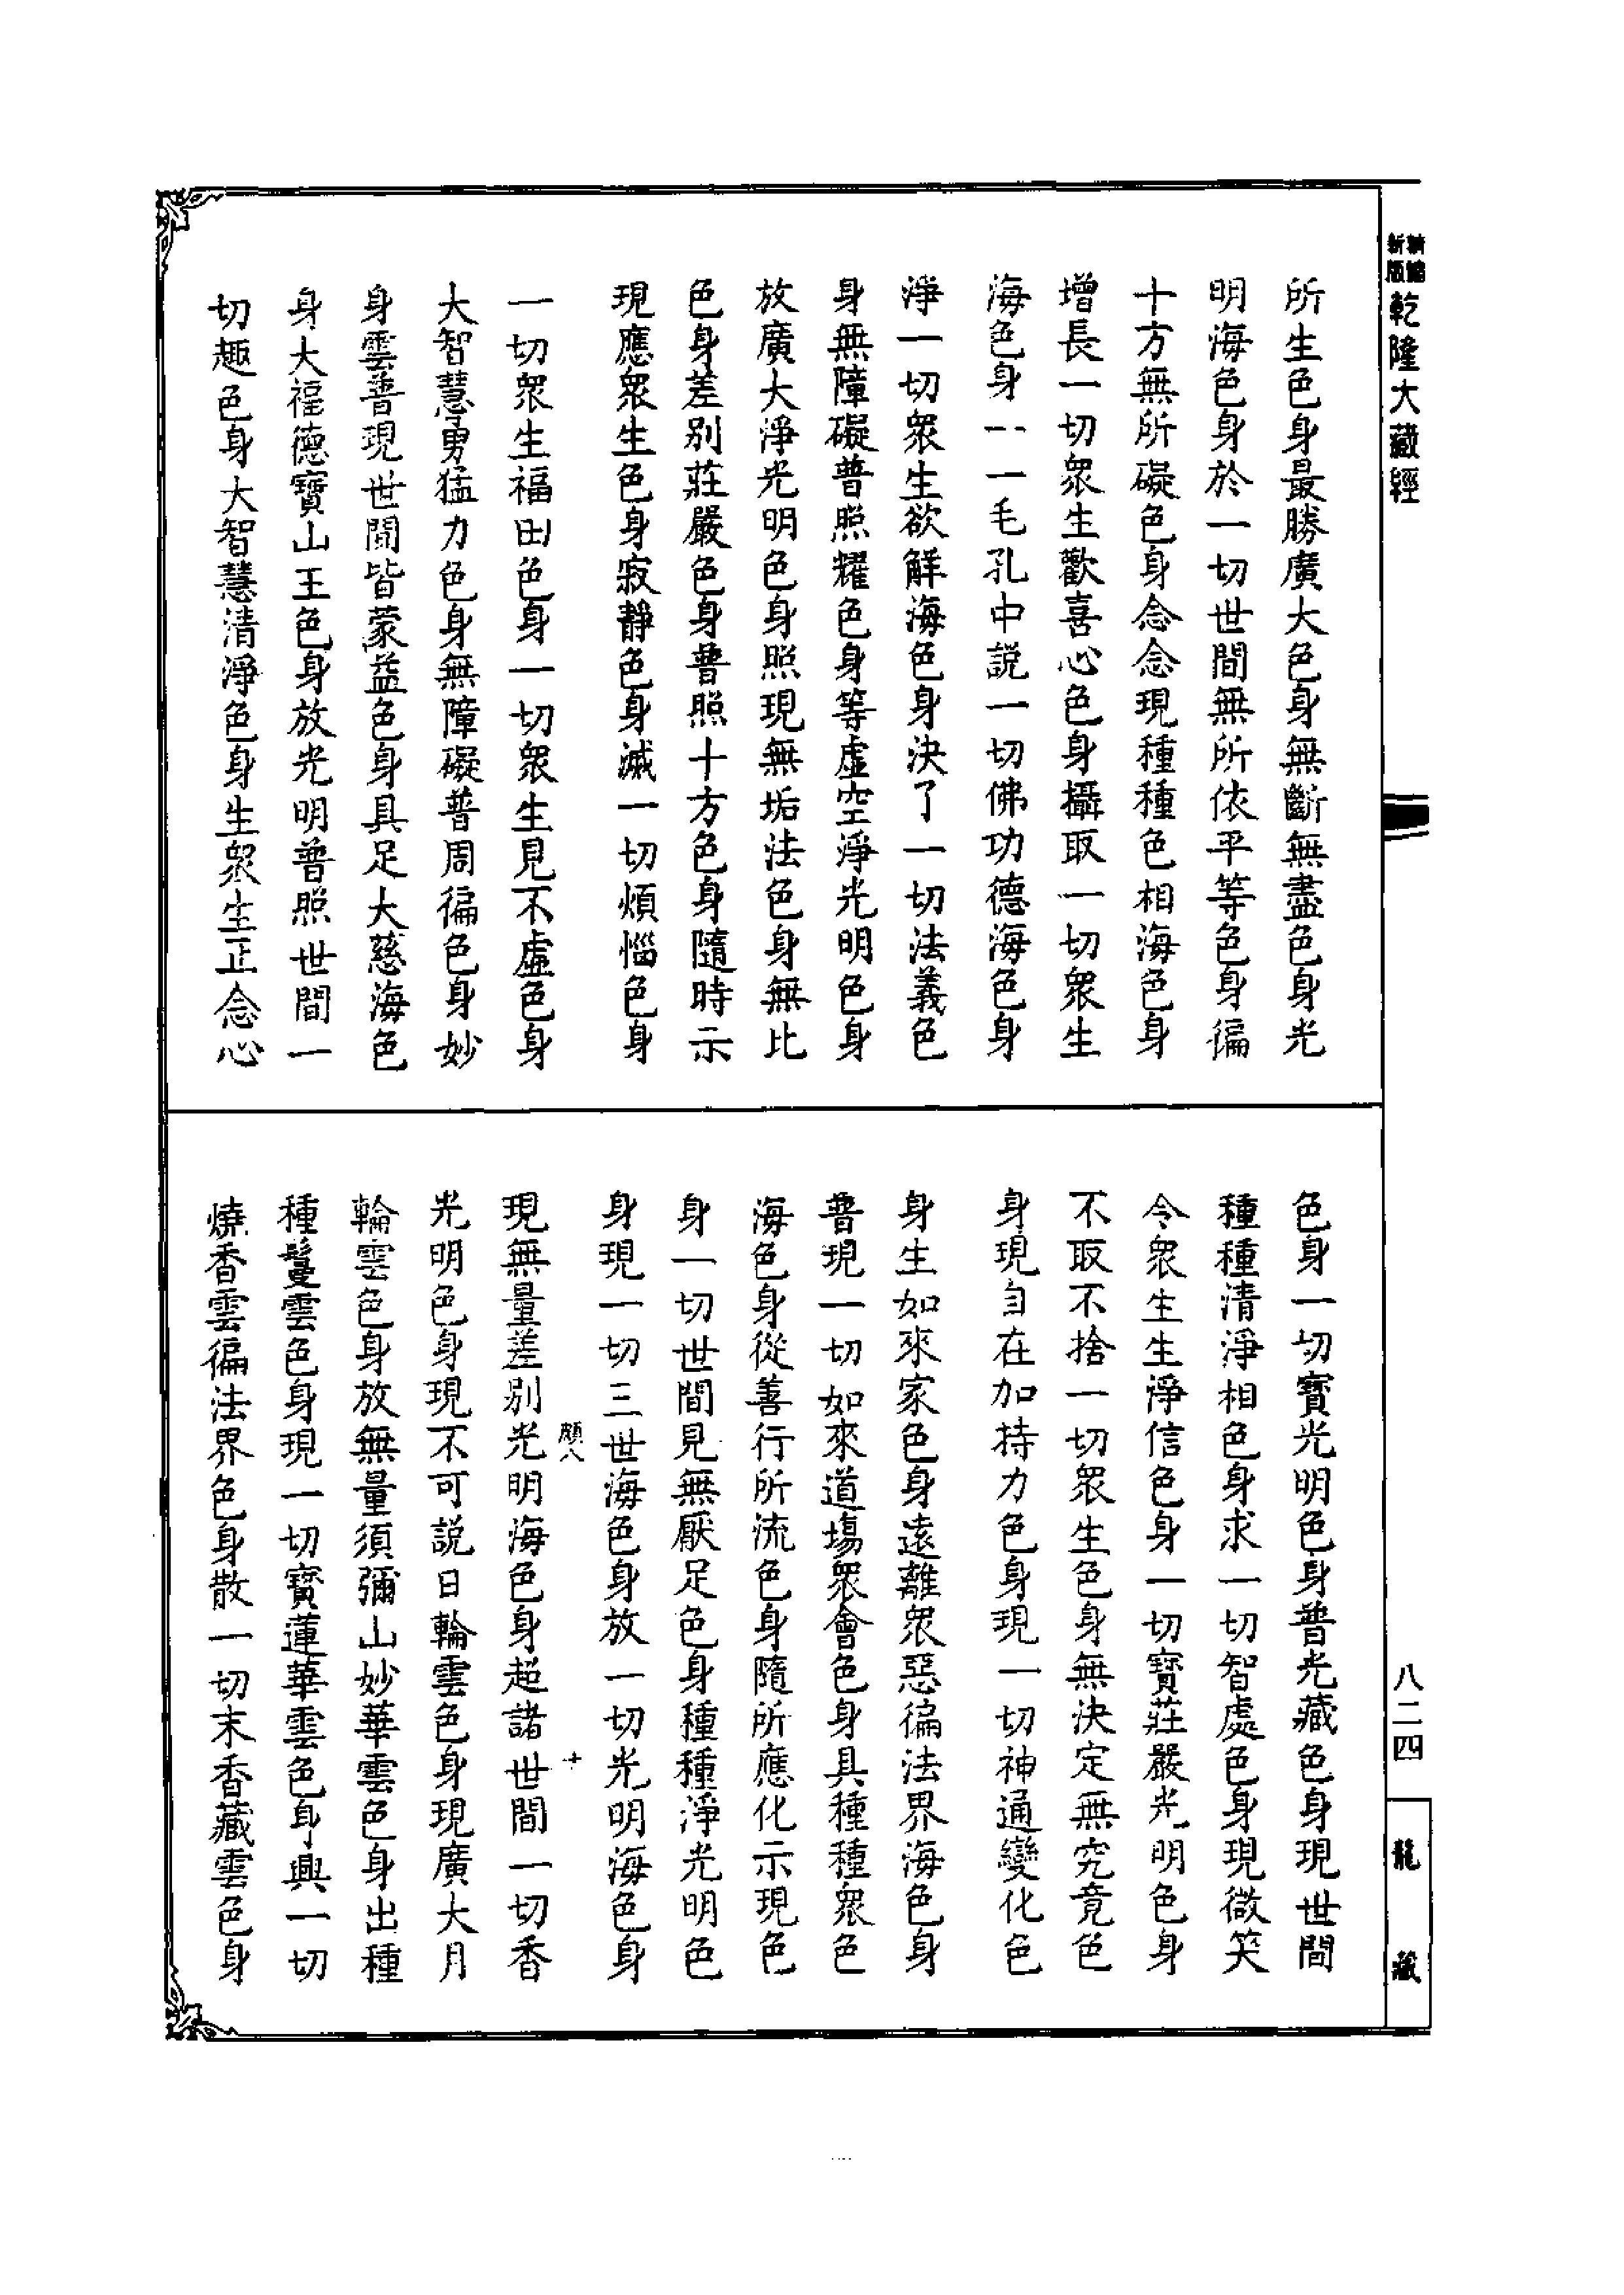 新版
精縮
乾隆大藏經
所生色身最勝廣大色身無斷無盡色身光
明海色身於一切世間無所依平等色身徧
十方無所礙色身念念現種種色相海色身
增長一切眾生歡喜心色身攝取一切眾生
海色身一一毛孔中說一切佛功德海色身
淨一切眾生欲解海色身決了一切法義色
身無障礙普照耀色身等虛空淨光明色身
放廣大淨光明色身照現無垢法色身無比
色身差別莊嚴色身普照十方色身隨時示
現應眾生色身寂靜色身滅一切煩惱色身
一切眾生福田色身一切眾生見不虛色身
大智慧勇猛力色身無障礙普周徧色身妙
身雲普現世間皆蒙益色身具足大慈海色
身大福德寶山王色身放光明普照世間一
切趣色身大智慧清淨色身生眾生正念心
色身一切寶光明色身普光藏色身現世間
種種清淨相色身求一切智處色身現微笑
令眾生生淨信色身一切寶莊嚴光明色身
不取不捨一切眾生色身無決定無究竟色
身現自在加持力色身現一切神通變化色
身生如來家色身遠離眾惡徧法界海色身
普現一切如來道場眾會色身具種種眾色
海色身從善行所流色身隨所應化示現色
身一切世間見無厭足色身種種淨光明色
身現一切三世海色身放一切光明海色身
現無量差別光明海色身超諸世間一切香
光明色身現不可說日輪雲色身現廣大月
輪雲色身放無量須彌山妙華雲色身出種
種鬘雲色身現一切寶蓮華雲色身興一切
燒香雲徧法界色身散一切末香藏雲色身
八二四
龍藏